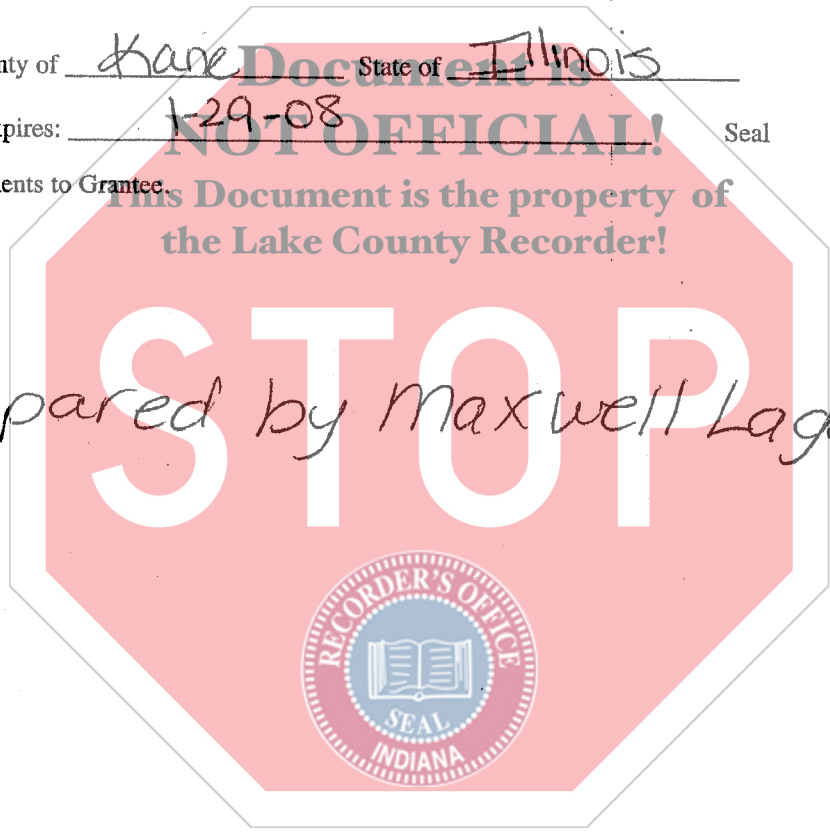 nty of Kane State of Illinois
Document is
pires: 1-29-08 Seal
NOT OFFICIAL!
ents to Grantee.
This Document is the property of
the Lake County Recorder!
STOP
pared by Maxwell Lag
RECORDER'S OFFICE
SEAL
INDIANA